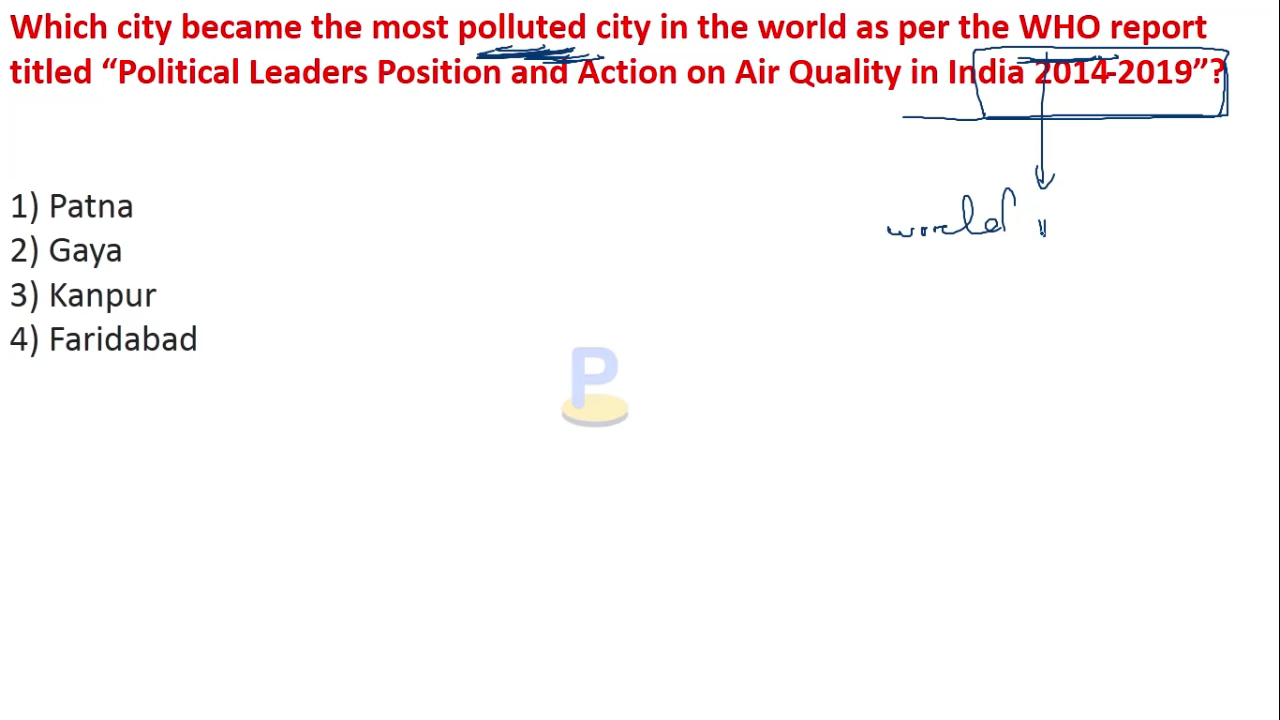 Which city became the most polluted city in the world as per the WHO report
titled “Political Leaders Position and Action on Air Quality in India 2014-2019”?
world
1) Patna
2) Gaya
3) Kanpur
4) Faridabad
P